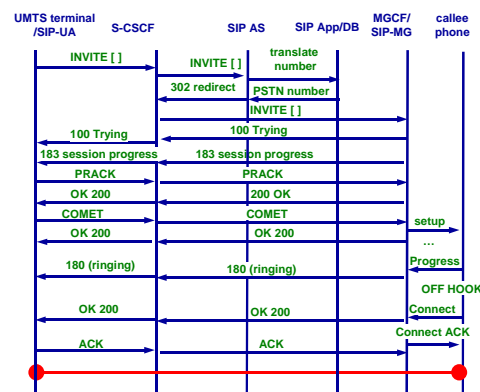 UMTS terminal
/SIP-UA
S-CSCF
SIP AS
SIP App/DB
MGCF/
SIP-MG
callee
phone
INVITE [ ]
INVITE [ ]
translate
number
302 redirect
PSTN number
INVITE [ ]
100 Trying
100 Trying
183 session progress
183 session progress
PRACK
PRACK
OK 200
200 OK
COMET
COMET
setup
OK 200
OK 200
...
Progress
180 (ringing)
180 (ringing)
OFF HOOK
OK 200
OK 200
Connect
Connect ACK
ACK
ACK